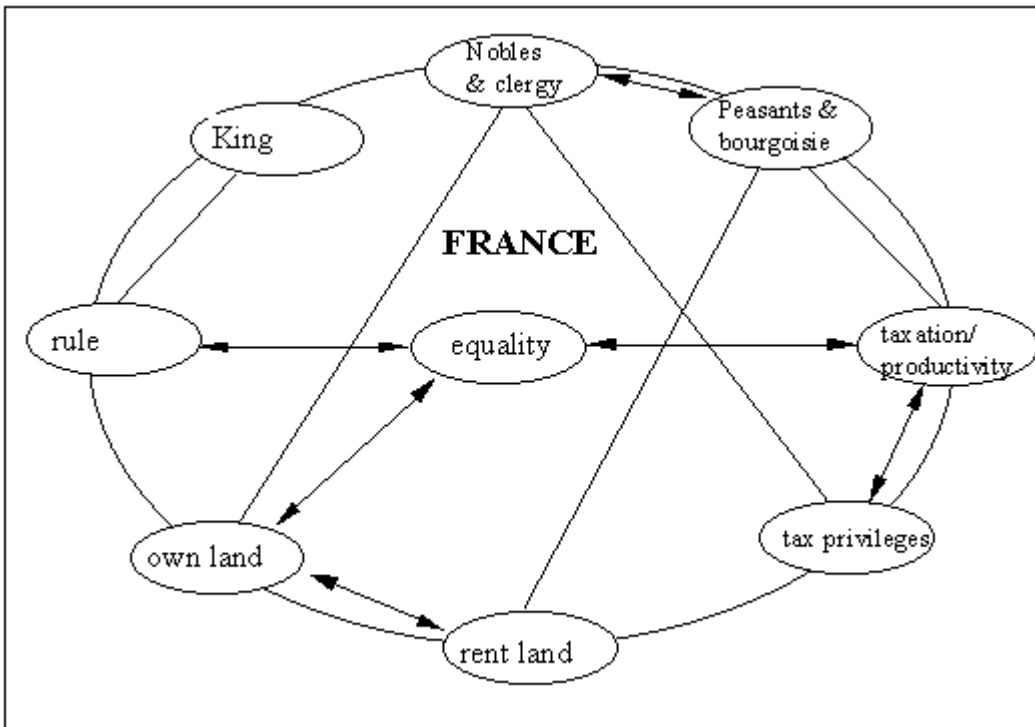 Nobles
& clergy
Peasants &
bourgoisie
King
FRANCE
rule
equality
taxation/
productivity
own land
tax privileges
rent land